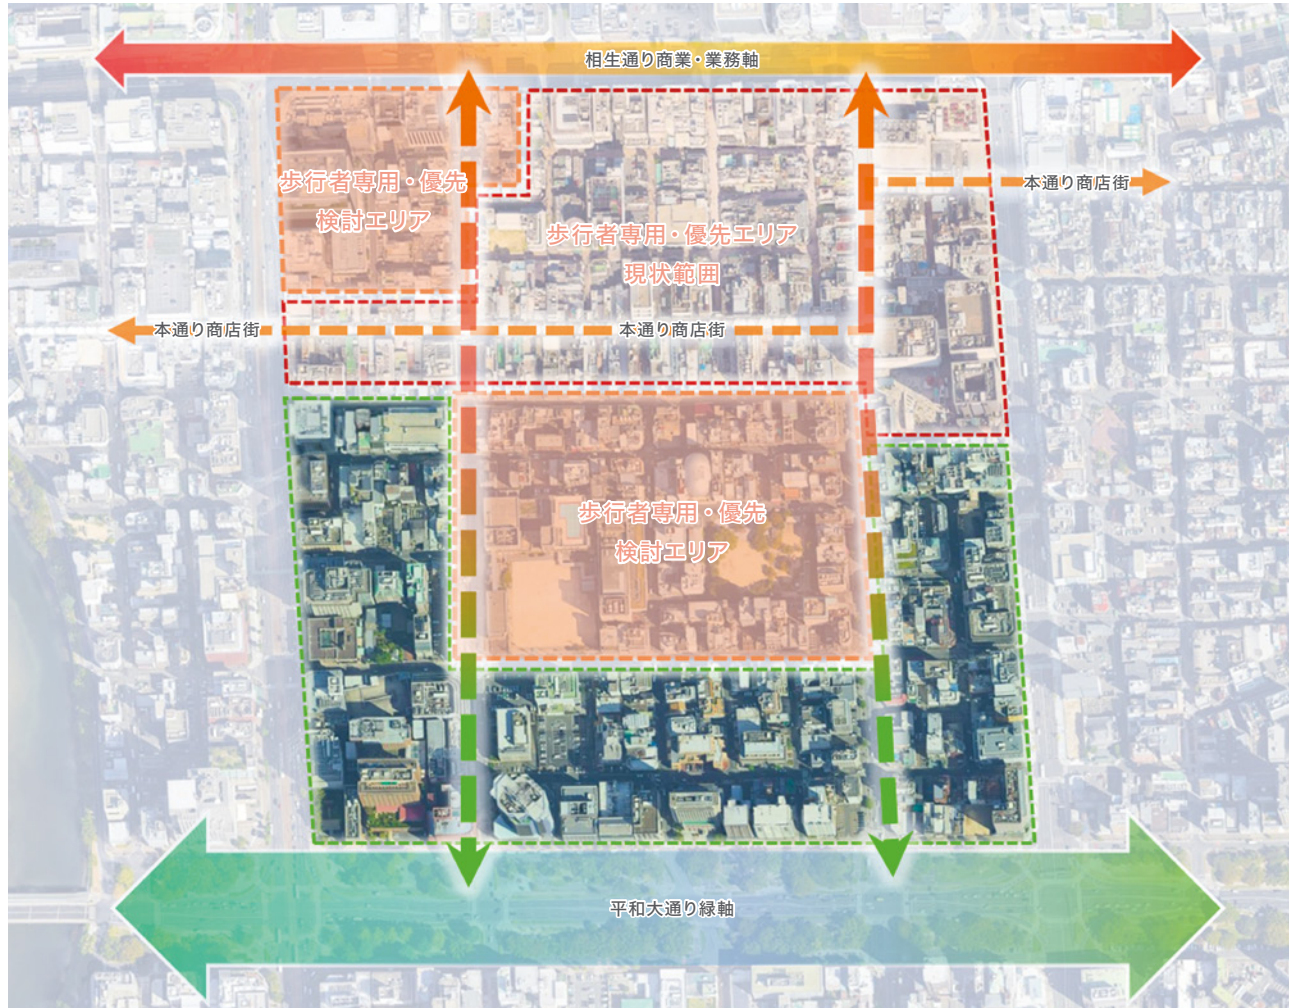 相生通り商業・業務軸
歩行者専用・優先
検討エリア
本通り商店街
歩行者専用・優先エリア
現状範囲
本通り商店街
本通り商店街
歩行者専用・優先
検討エリア
平和大通り緑軸